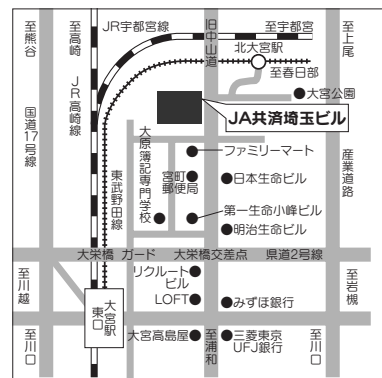 至熊谷
至高崎
JR宇都宮線
旧中山道
至宇都宮
至上尾
北大宮駅
至春日部
大宮公園
JA共済埼玉ビル
国道17号線
JR高崎線
東武野田線
大原簿記専門学校
ファミリーマート
宮町
郵便局
日本生命ビル
産業道路
第一生命小峰ビル
明治生命ビル
大栄橋 ガード
大栄橋交差点
県道2号線
至川越
リクルート
ビル
至岩槻
LOFT
みずほ銀行
大宮駅
東口
至川口
大宮高島屋
至浦和
三菱東京
UFJ銀行
至川口